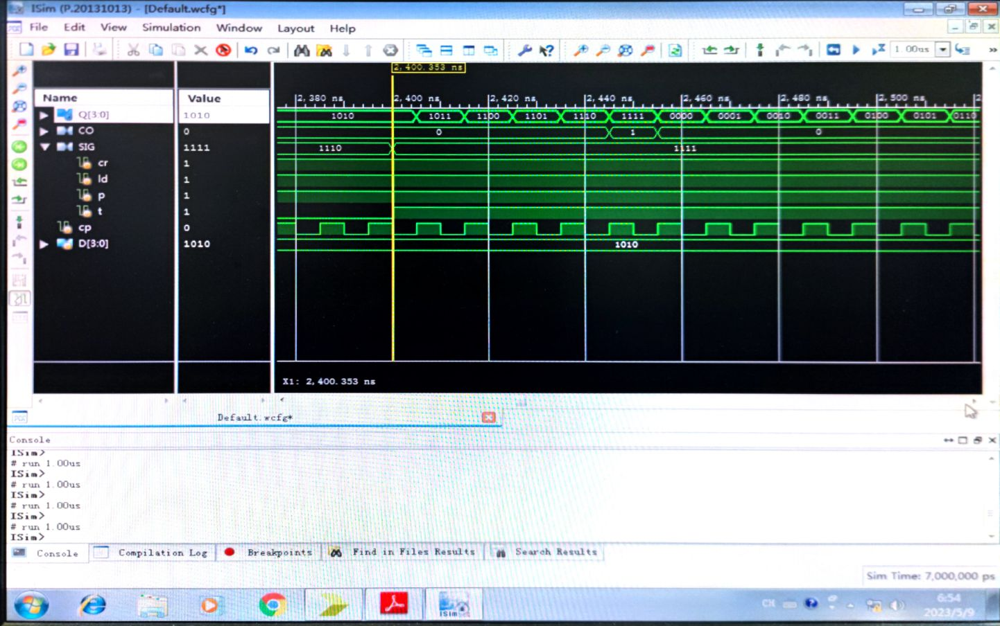 ISim (P.20131013) - [Default.wcfg*]
File Edit View Simulation Window Layout Help
1.00us
2,400.353 ns
Name Value
2,380 ns 2,400 ns 2,420 ns 2,440 ns 2,460 ns 2,480 ns 2,500 ns 2
Q[3:0] 1010 1010 1011 1100 1101 1110 1111 0000 0001 0010 0011 0100 0101 0110
CO 0 0 1 0
SIG 1111 1110 1111
cr 1
ld 1
p 1
t 1
cp 0
D[3:0] 1010 1010
X1: 2,400.353 ns
Default.wcfg*
Console
ISim>
# run 1.00us
ISim>
# run 1.00us
ISim>
# run 1.00us
ISim>
# run 1.00us
ISim>
Console Compilation Log Breakpoints Find in Files Results Search Results
Sim Time: 7,000,000 ps
ISim
CH
6:54
2023/5/9